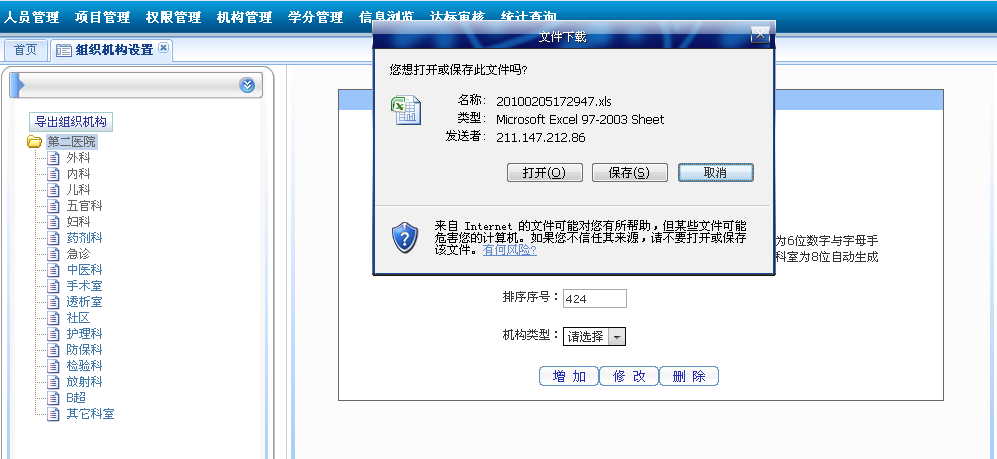 人员管理 项目管理 权限管理 机构管理 学分管理 信息浏览 达标审核 统计查询
首页 组织机构设置
导出组织机构
第二医院
外科
内科
儿科
五官科
妇科
药剂科
急诊
中医科
手术室
透析室
社区
护理科
防保科
检验科
放射科
B超
其它科室
文件下载
您想打开或保存此文件吗?
名称: 20100205172947.xls
类型: Microsoft Excel 97-2003 Sheet
发送者: 211.147.212.86
打开(O) 保存(S) 取消
来自 Internet 的文件可能对您有所帮助,但某些文件可能
危害您的计算机。如果您不信任其来源,请不要打开或保存
该文件。有何风险?
为6位数字与字母手
科室为8位自动生成
排序序号: 424
机构类型: 请选择
增 加 修 改 删 除